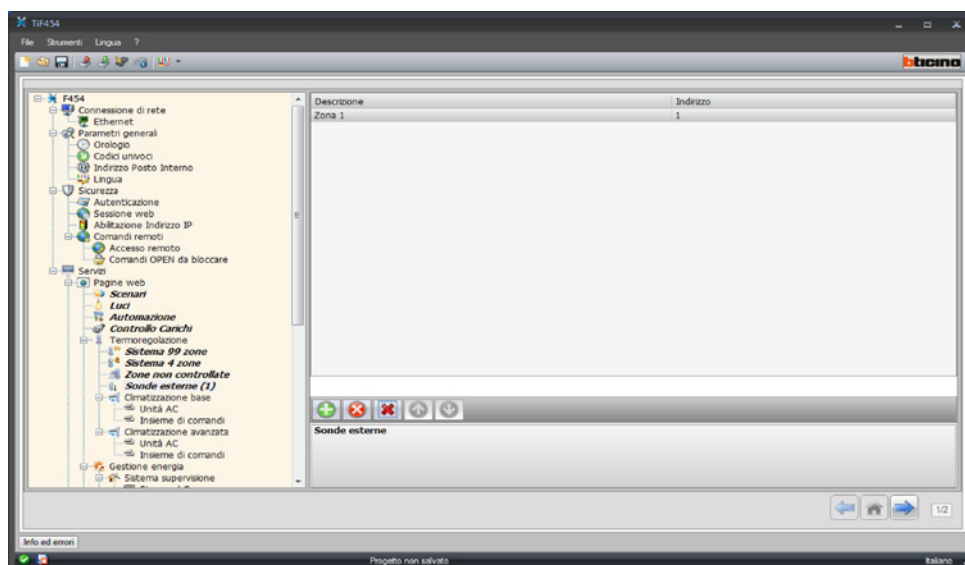 TiF454
File Strumenti Lingua ?
bticino
F454
Connessione di rete
Ethernet
Parametri generali
Orologio
Codici univoci
Indirizzo Posto Interno
Lingua
Sicurezza
Autenticazione
Sessione web
Abilitazione Indirizzo IP
Comandi remoti
Accesso remoto
Comandi OPEN da bloccare
Servizi
Pagine web
Scenari
Luci
Automazione
Controllo Carichi
Termoregolazione
Sistema 99 zone
Sistema 4 zone
Zone non controllate
Sonde esterne (1)
Climatizzazione base
Unità AC
Insieme di comandi
Climatizzazione avanzata
Unità AC
Insieme di comandi
Gestione energia
Sistema supervisione
Descrizione Indirizzo
Zona 1 1
Sonde esterne
1/2
Info ed errori
Progetto non salvato Italiano